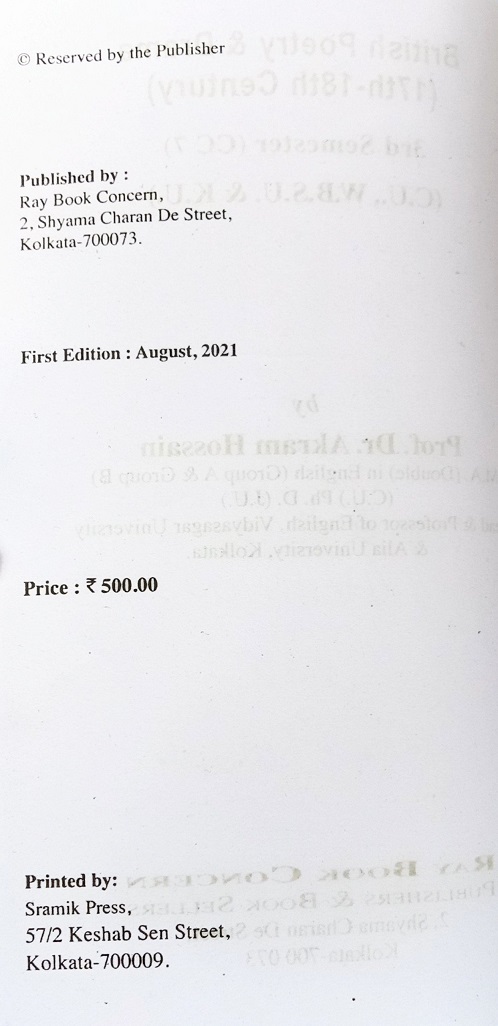 © Reserved by the Publisher
Published by :
Ray Book Concern,
2, Shyama Charan De Street,
Kolkata-700073.
First Edition : August, 2021
Price : ₹ 500.00
Printed by:
Sramik Press,
57/2 Keshab Sen Street,
Kolkata-700009.